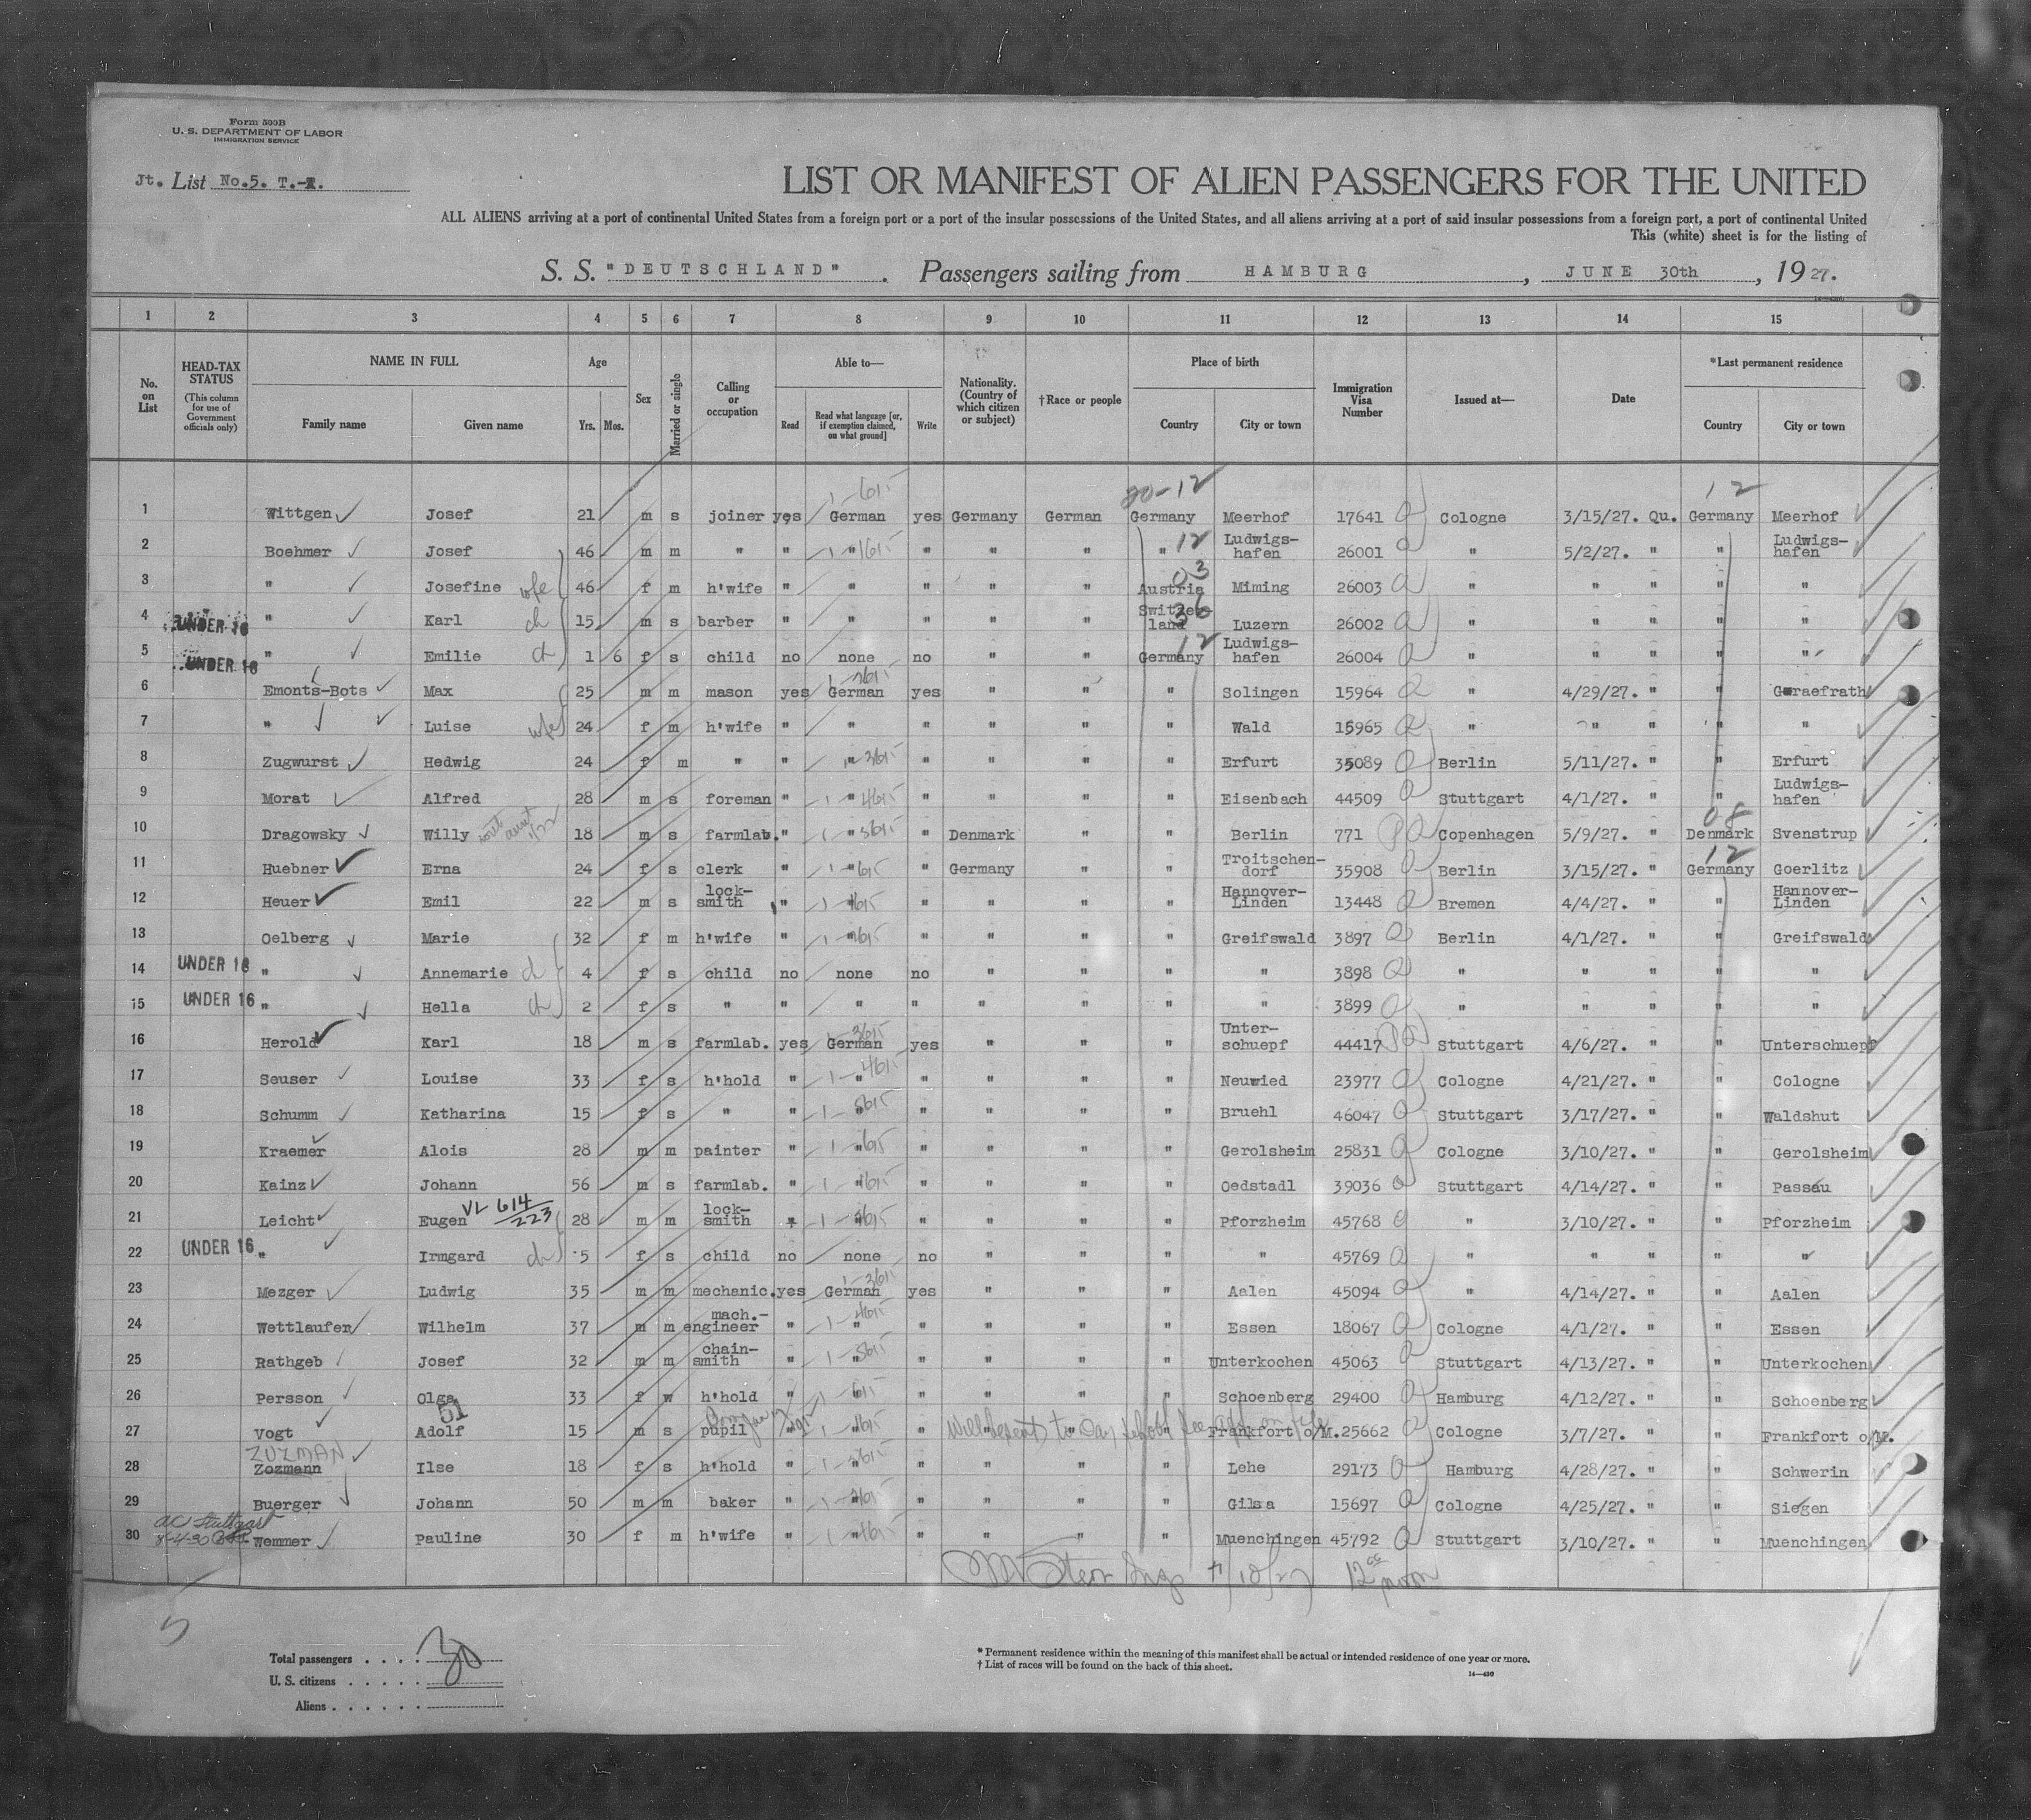 Form 500B
U. S. DEPARTMENT OF LABOR
IMMIGRATION SERVICE
Jt. List No.5. T.-T.
LIST OR MANIFEST OF ALIEN PASSENGERS FOR THE UNITED
ALL ALIENS arriving at a port of continental United States from a foreign port or a port of the insular possessions of the United States, and all aliens arriving at a port of said insular possessions from a foreign port, a port of continental United
This (white) sheet is for the listing of
S. S. "DEUTSCHLAND". Passengers sailing from HAMBURG, JUNE 30th, 1927.
1 2 3 4 5 6 7 8 9 10 11 12 13 14 15
No. on List
HEAD-TAX STATUS (This column for use of Government officials only)
NAME IN FULL
Family name Given name
Age
Yrs. Mos.
Sex
Married or single
Calling or occupation
Able to—
Read Read what language [or, if exemption claimed, on what ground] Write
Nationality. (Country of which citizen or subject)
† Race or people
Place of birth
Country City or town
Immigration Visa Number
Issued at—
Date
* Last permanent residence
Country City or town
20-12 12
1 Wittgen Josef 21 m s joiner yes German yes Germany German Germany Meerhof 17641 Cologne 3/15/27. Qu. Germany Meerhof
2 Boehmer Josef 46 m m " " " " " " " 12 Ludwigs-hafen 26001 " 5/2/27. " " Ludwigs-hafen
3 " Josefine wife 46 f m h'wife " " " " " Austria 03 Miming 26003 " " " " "
4 UNDER 16 " Karl ch 15 m s barber " " " " " Switzer-land 36 Luzern 26002 " " " " "
5 UNDER 16 " Emilie ch 1 6 f s child no none no " " Germany 12 Ludwigs-hafen 26004 " " " " "
6 Emonts-Bots Max 25 m m mason yes German yes " " " Solingen 15964 " 4/29/27. " " Graefrath
7 " Luise wife 24 f m h'wife " " " " " " Wald 15965 " " " " "
8 Zugwurst Hedwig 24 f m " " " " " " " Erfurt 35089 Berlin 5/11/27. " " Erfurt
9 Morat Alfred 28 m s foreman " " " " " " Eisenbach 44509 Stuttgart 4/1/27. " " Ludwigs-hafen
10 Dragowsky Willy 18 m s farmlab. " " " Denmark " " Berlin 771 Copenhagen 5/9/27. " Denmark 08 Svenstrup
11 Huebner Erna 24 f s clerk " " " Germany " " Troitschen-dorf 35908 Berlin 3/15/27. " Germany 12 Goerlitz
12 Heuer Emil 22 m s lock-smith " " " " " " Hannover-Linden 13448 Bremen 4/4/27. " " Hannover-Linden
13 Oelberg Marie 32 f m h'wife " " " " " " Greifswald 3897 Berlin 4/1/27. " " Greifswald
14 UNDER 16 " Annemarie ch 4 f s child no none no " " " " 3898 " " " " "
15 UNDER 16 " Hella ch 2 f s " " " " " " " " 3899 " " " " "
16 Herold Karl 18 m s farmlab. yes German yes " " " Unter-schuepf 44417 Stuttgart 4/6/27. " " Unterschuepf
17 Seuser Louise 33 f s h'hold " " " " " " Neuwied 23977 Cologne 4/21/27. " " Cologne
18 Schumm Katharina 15 f s " " " " " " " Bruehl 46047 Stuttgart 3/17/27. " " Waldshut
19 Kraemer Alois 28 m m painter " " " " " " Gerolsheim 25831 Cologne 3/10/27. " " Gerolsheim
20 Kainz Johann 56 m s farmlab. " " " " " " Oedstadl 39036 Stuttgart 4/14/27. " " Passau
21 Leicht Eugen VL 614/223 28 m m lock-smith " " " " " " Pforzheim 45768 " 3/10/27. " " Pforzheim
22 UNDER 16 " Irmgard ch 5 f s child no none no " " " " 45769 " " " " "
23 Mezger Ludwig 35 m m mechanic. yes German yes " " " Aalen 45094 " 4/14/27. " " Aalen
24 Wettlaufer Wilhelm 37 m m mach.-engineer " " " " " " Essen 18067 Cologne 4/1/27. " " Essen
25 Rathgeb Josef 32 m m chain-smith " " " " " " Unterkochen 45063 Stuttgart 4/13/27. " " Unterkochen
26 Persson Olga 33 f w h'hold " " " " " " Schoenberg 29400 Hamburg 4/12/27. " " Schoenberg
27 Vogt Adolf 51 15 m s pupil " " " " " " Frankfort o/M. 25662 Cologne 3/7/27. " " Frankfort o/M.
ZUZMAN
28 Zozmann Ilse 18 f s h'hold " " " " " " Lehe 29173 Hamburg 4/28/27. " " Schwerin
29 Buerger Johann 50 m m baker " " " " " " Gilsa 15697 Cologne 4/25/27. " " Siegen
AC Stuttgart
30 Wemmer Pauline 30 f m h'wife " " " " " " Muenchingen 45792 Stuttgart 3/10/27. " " Muenchingen
7/10/27 12 noon
Total passengers . . . . 30
U. S. citizens . . . . .
Aliens . . . . . .
* Permanent residence within the meaning of this manifest shall be actual or intended residence of one year or more.
† List of races will be found on the back of this sheet.
14—430